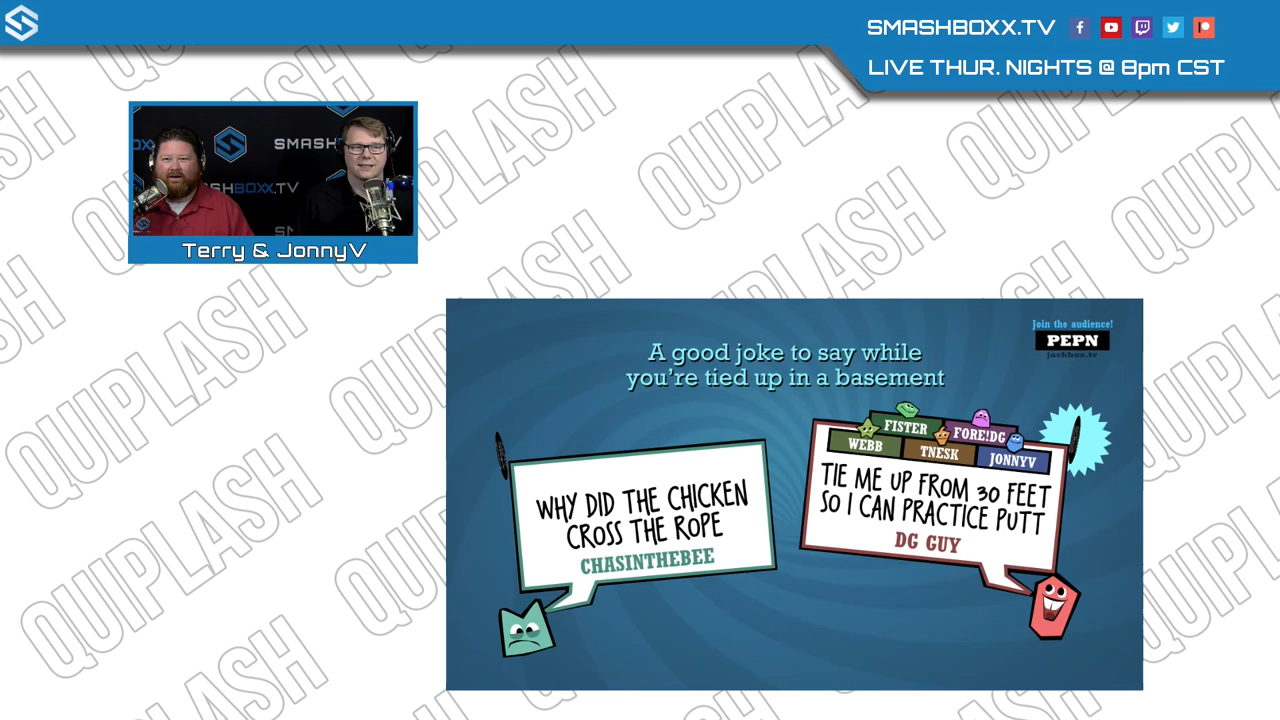 SMASHBOXX.TV
LIVE THUR. NIGHTS @ 8pm CST
SMASH
V
SHBOXX.TV
Terry & JonnyV
QUIPLASH
Join the audience!
PEPN
jackbox.tv
A good joke to say while
you're tied up in a basement
FISTER
FORE!DG
WEBB
TNESK
JONNYV
WHY DID THE CHICKEN
CROSS THE ROPE
CHASINTHEBEE
TIE ME UP FROM 30 FEET
SO I CAN PRACTICE PUTT
DG GUY